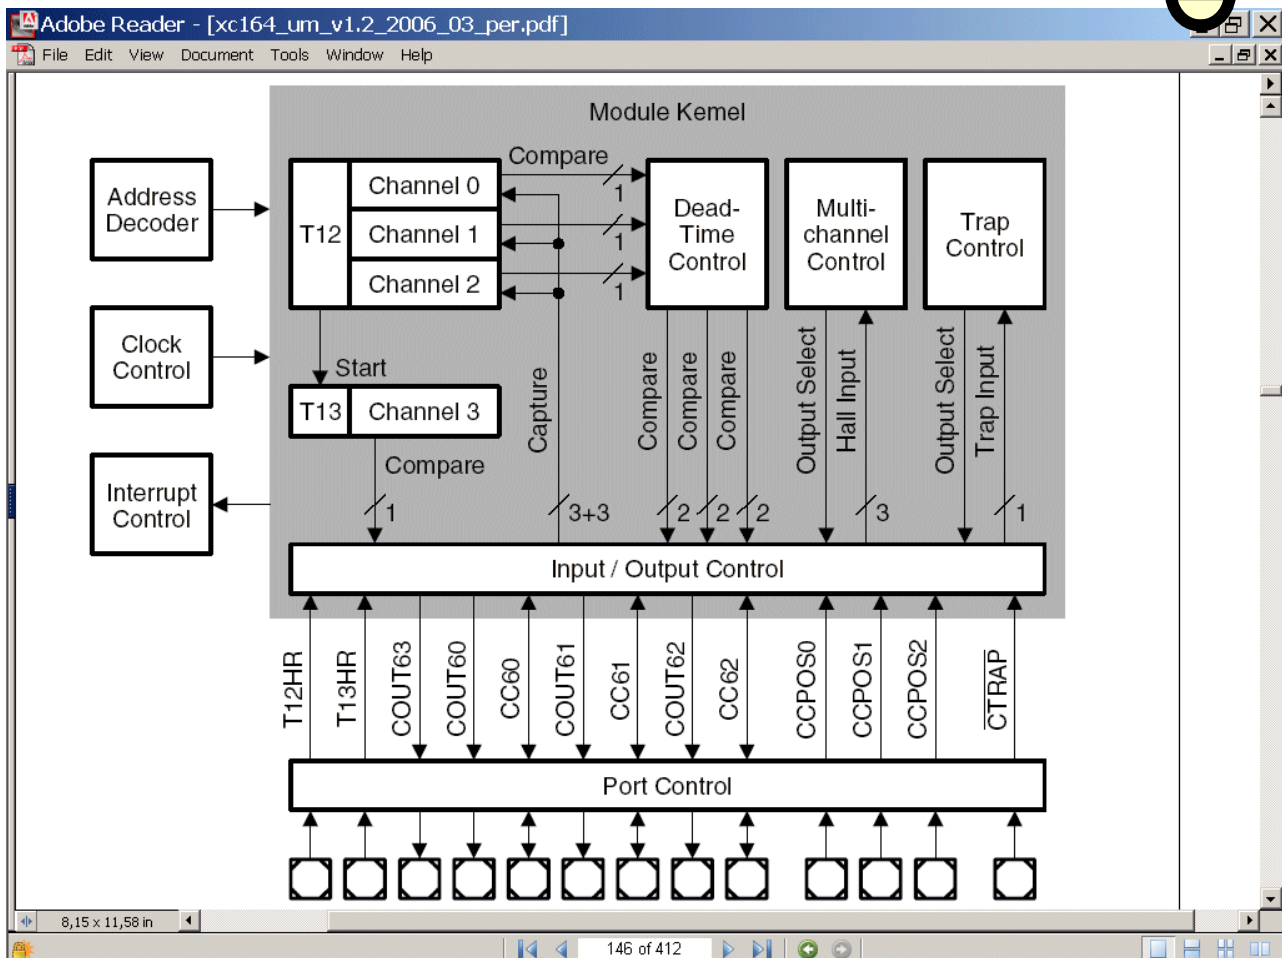 Adobe Reader - [xc164_um_v1.2_2006_03_per.pdf]
File Edit View Document Tools Window Help
Module Kernel
Address
Decoder
Clock
Control
Interrupt
Control
T12
Channel 0
Channel 1
Channel 2
Compare
1
1
1
Dead-
Time
Control
Multi-
channel
Control
Trap
Control
Start
T13
Channel 3
Compare
1
Capture
3+3
Compare
Compare
Compare
2
2
2
Output Select
Hall Input
3
Output Select
Trap Input
1
Input / Output Control
T12HR
T13HR
COUT63
COUT60
CC60
COUT61
CC61
COUT62
CC62
CCPOS0
CCPOS1
CCPOS2
CTRAP
Port Control
8,15 x 11,58 in
146 of 412